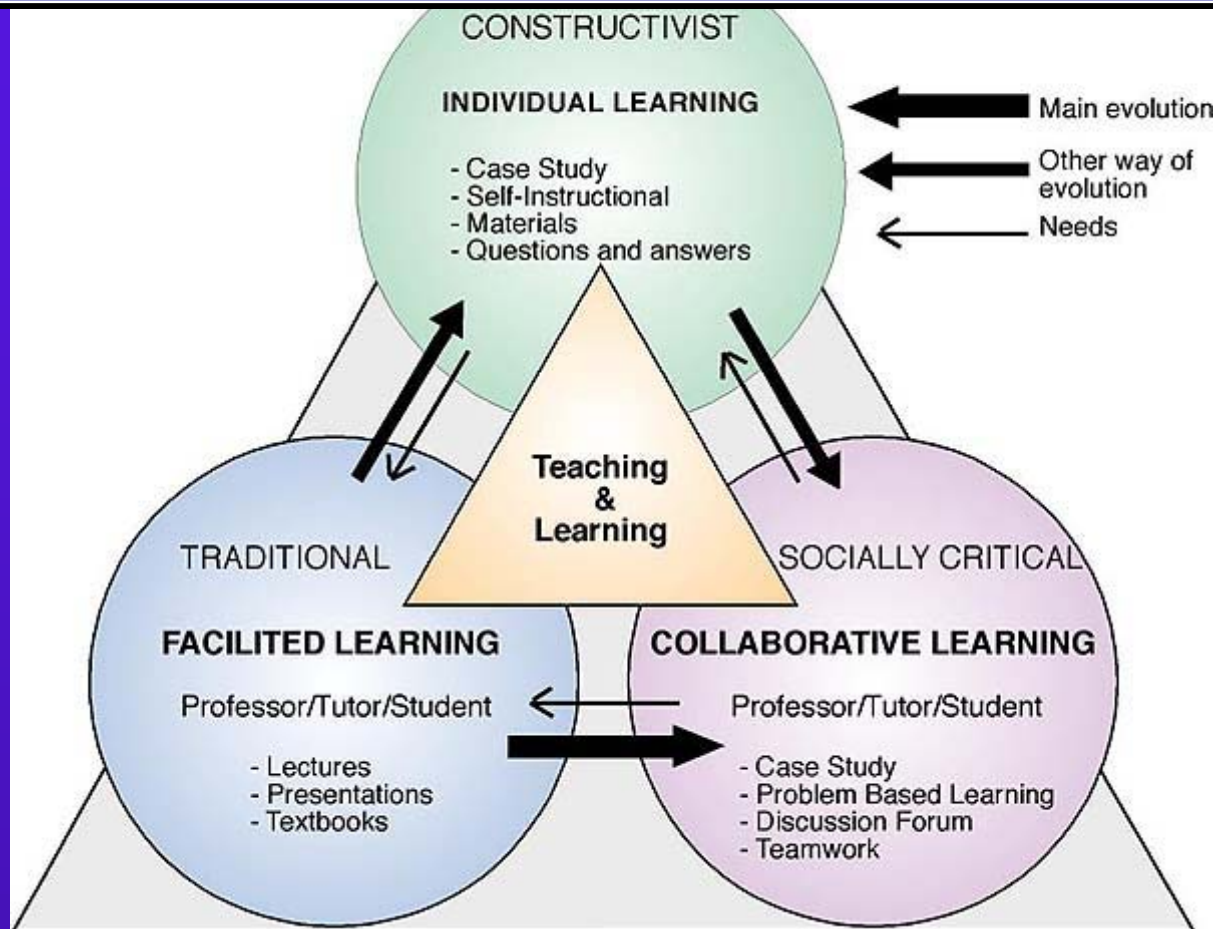 CONSTRUCTIVIST
INDIVIDUAL LEARNING
- Case Study
- Self-Instructional
- Materials
- Questions and answers
Main evolution
Other way of
evolution
Needs
Teaching
&
Learning
TRADITIONAL
FACILITED LEARNING
Professor/Tutor/Student
- Lectures
- Presentations
- Textbooks
SOCIALLY CRITICAL
COLLABORATIVE LEARNING
Professor/Tutor/Student
- Case Study
- Problem Based Learning
- Discussion Forum
- Teamwork